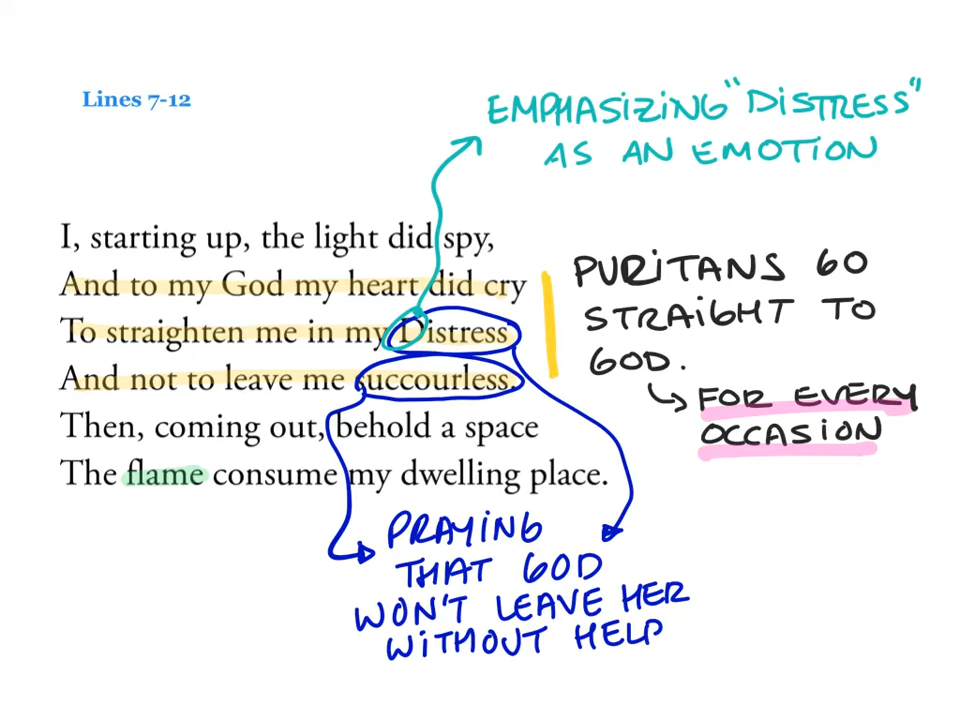 Lines 7-12
EMPHASIZING "DISTRESS"
AS AN EMOTION
I, starting up, the light did spy,
And to my God my heart did cry
To straighten me in my Distress
And not to leave me succourless.
Then, coming out, behold a space
The flame consume my dwelling place.
PURITANS GO
STRAIGHT TO
GOD.
FOR EVERY
OCCASION
PRAYING
THAT GOD
WON'T LEAVE HER
WITHOUT HELP